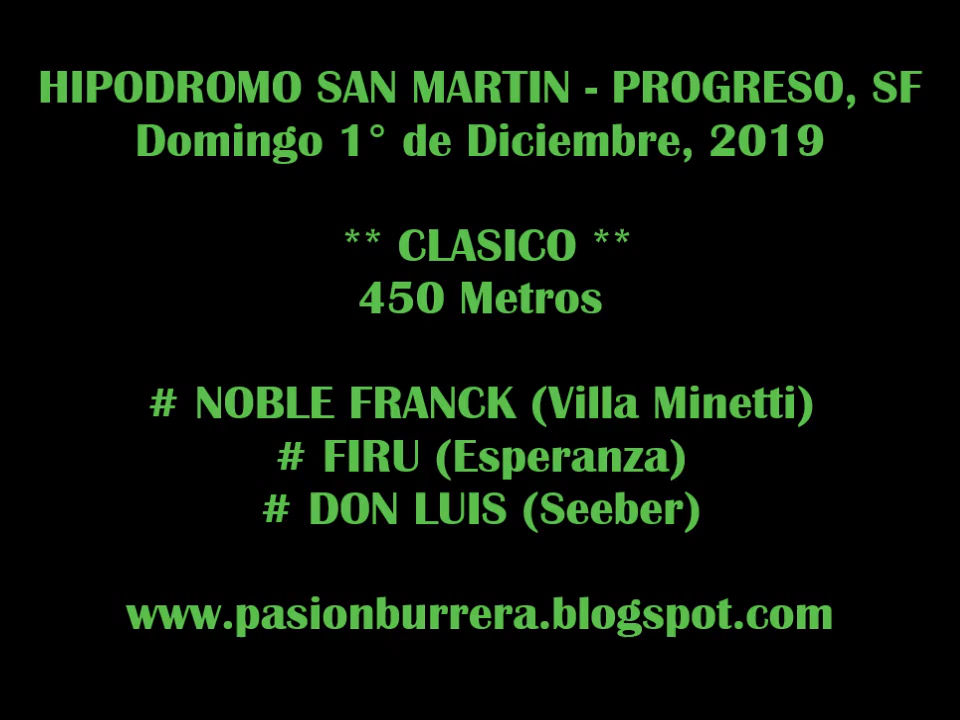 HIPODROMO SAN MARTIN - PROGRESO, SF
Domingo 1° de Diciembre, 2019
** CLASICO **
450 Metros
# NOBLE FRANCK (Villa Minetti)
# FIRU (Esperanza)
# DON LUIS (Seeber)
www.pasionburrera.blogspot.com